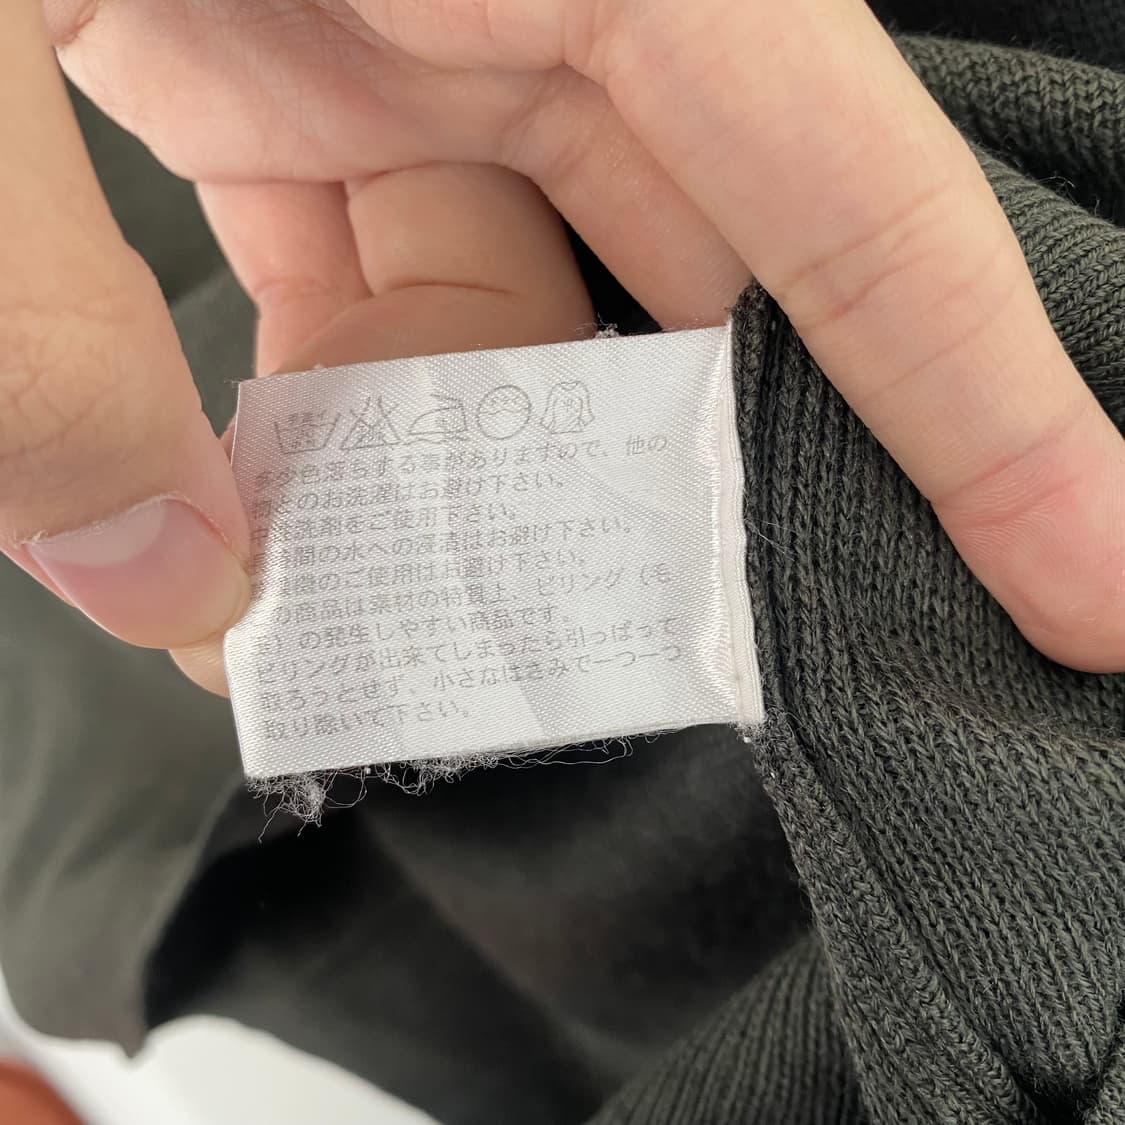 多少色落ちする事がありますので、他の
物とのお洗濯はお避け下さい。
中性洗剤をご使用下さい。
長時間の水への浸漬はお避け下さい。
機のご使用はお避け下さい。
の商品は素材の特質上、ピリング（毛
）の発生しやすい商品です。
ピリングが出来てしまったら引っぱって
取ろうとせず、小さなはさみで一つ一つ
取り除いて下さい。